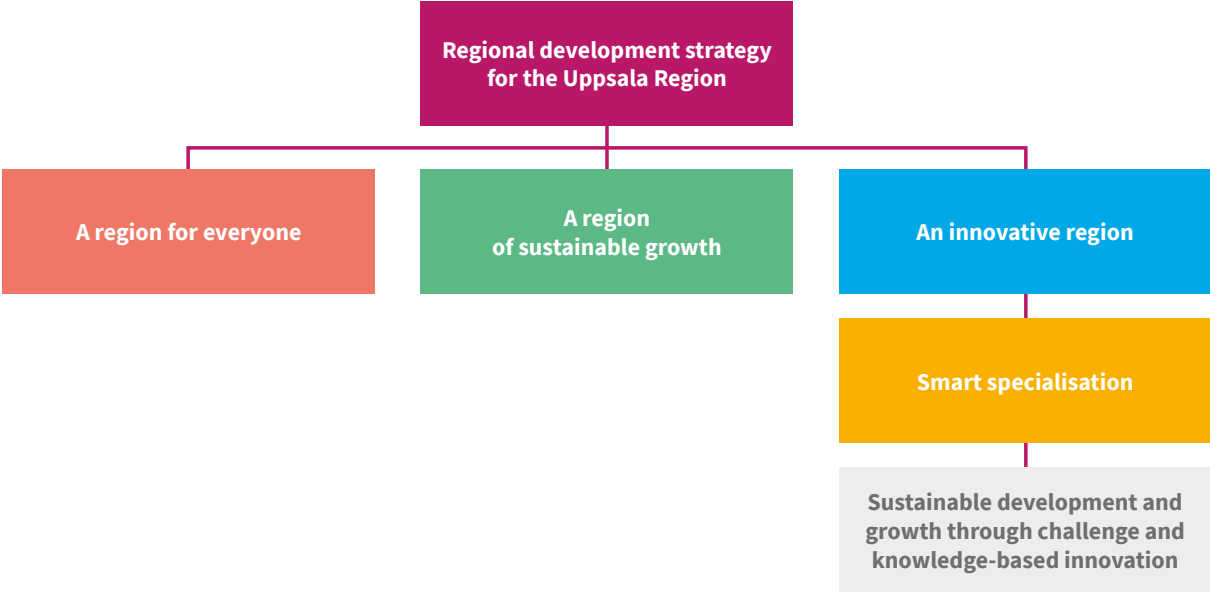 Regional development strategy
for the Uppsala Region
A region for everyone
A region
of sustainable growth
An innovative region
Smart specialisation
Sustainable development and
growth through challenge and
knowledge-based innovation